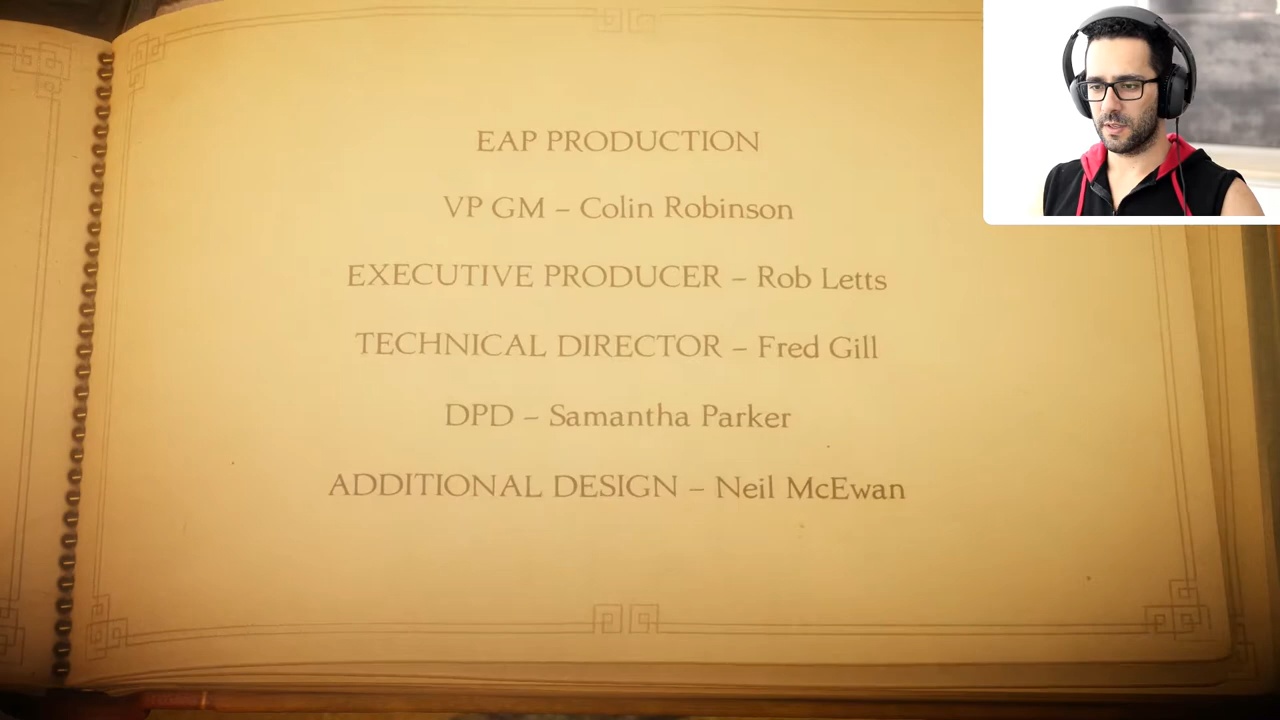 EAP PRODUCTION
VP GM – Colin Robinson
EXECUTIVE PRODUCER – Rob Letts
TECHNICAL DIRECTOR – Fred Gill
DPD – Samantha Parker
ADDITIONAL DESIGN – Neil McEwan